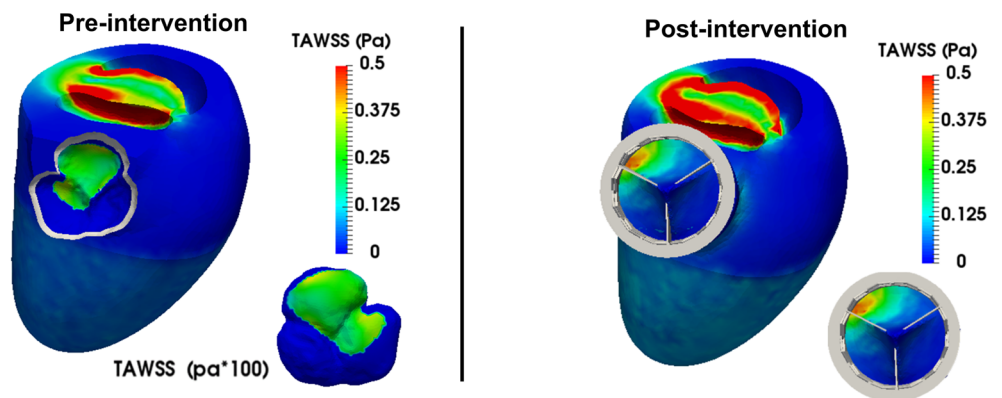 Pre-intervention
TAWSS (Pa)
0.5
0.375
0.25
0.125
0
TAWSS (pa*100)
Post-intervention
TAWSS (Pa)
0.5
0.375
0.25
0.125
0